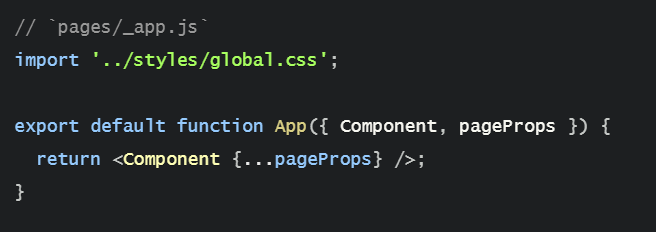 // `pages/_app.js`
import '../styles/global.css';
export default function App({ Component, pageProps }) {
  return <Component {...pageProps} />;
}